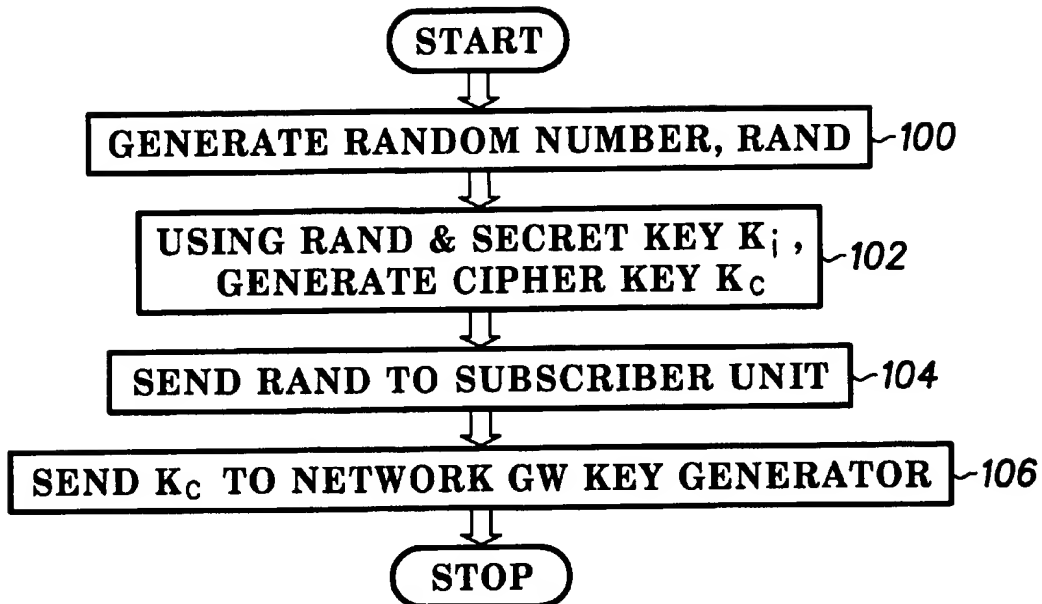 START
GENERATE RANDOM NUMBER, RAND 100
USING RAND & SECRET KEY Ki,
GENERATE CIPHER KEY KC 102
SEND RAND TO SUBSCRIBER UNIT 104
SEND KC TO NETWORK GW KEY GENERATOR 106
STOP